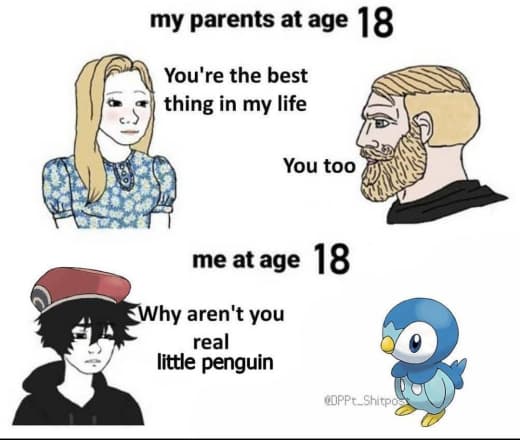 my parents at age 18
You're the best
thing in my life
You too
me at age 18
Why aren't you
real
little penguin
@DPPt_Shitpost